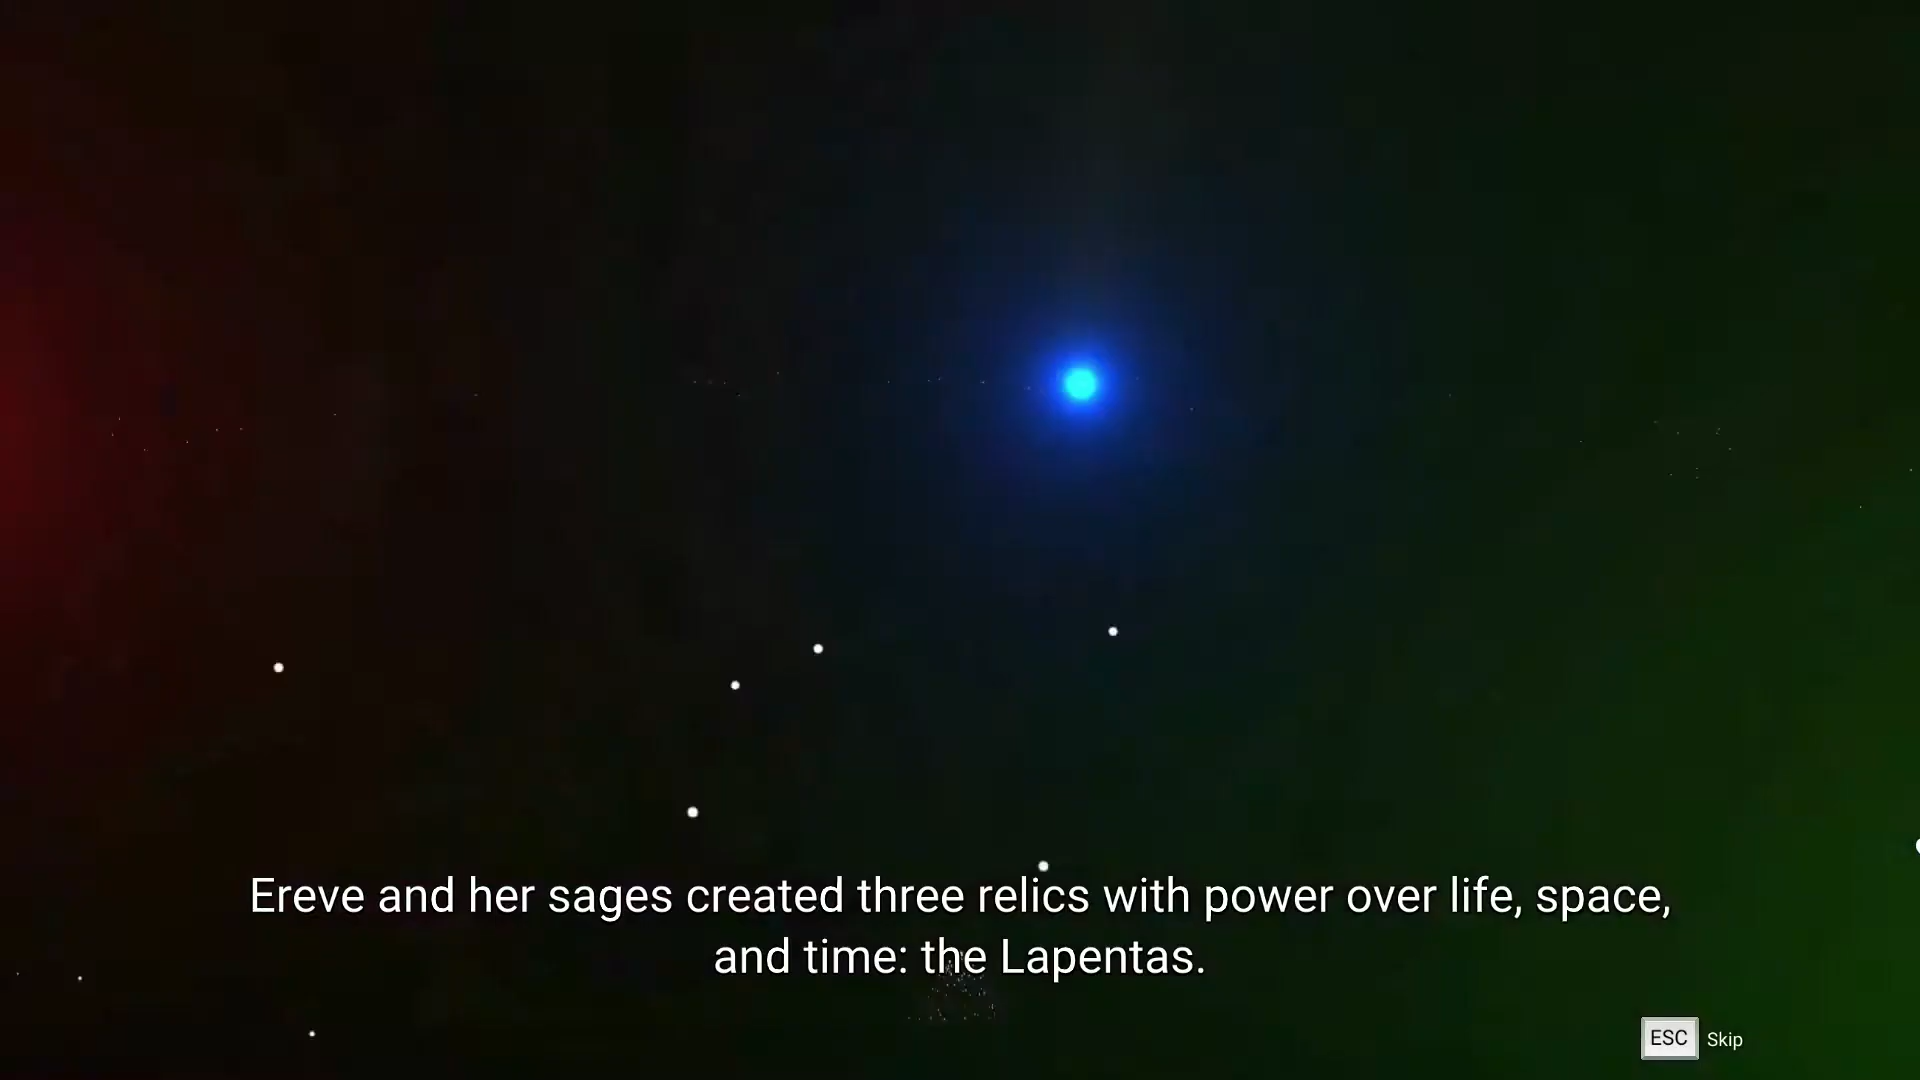 Ereve and her sages created three relics with power over life, space,
and time: the Lapentas.
ESC Skip